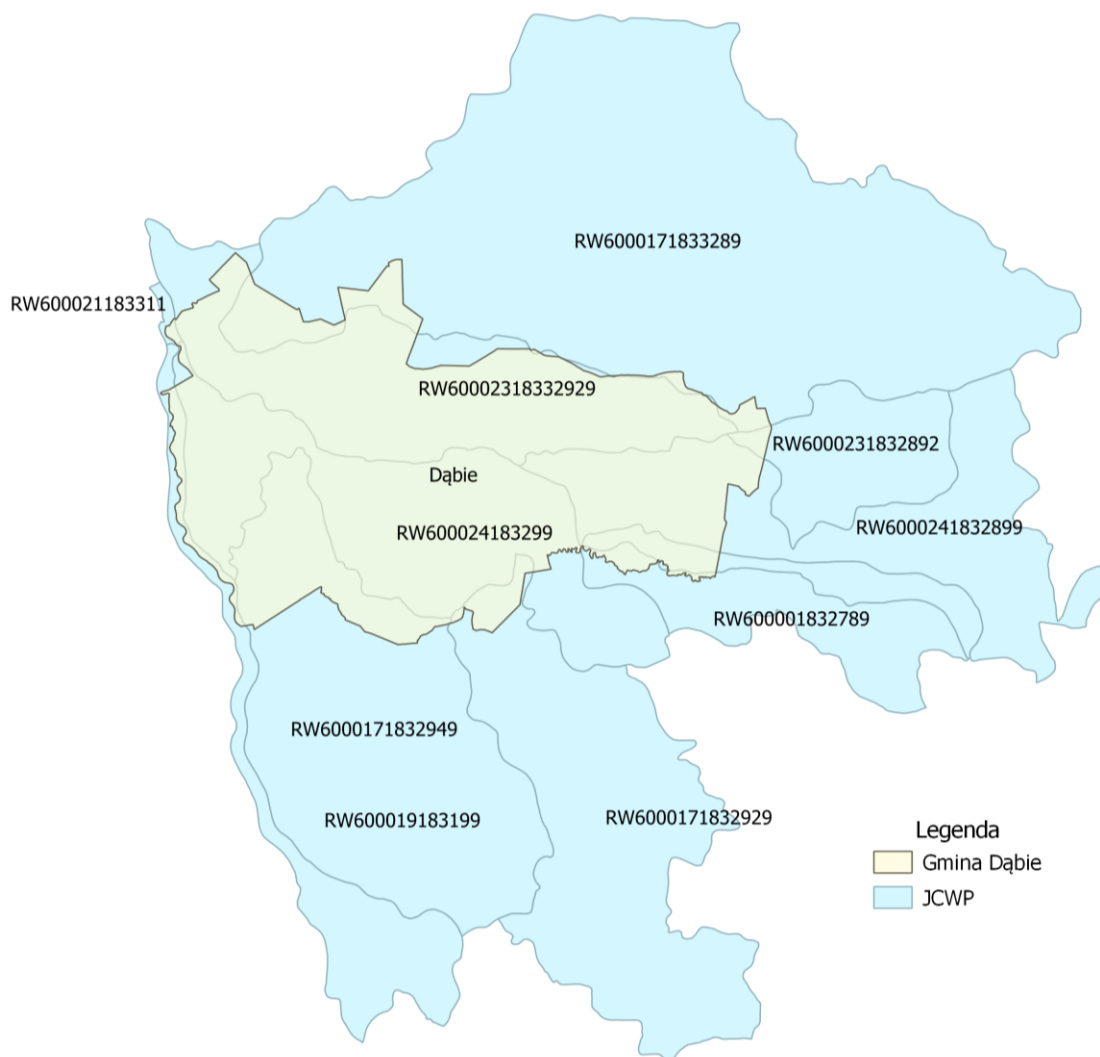 RW6000171833289
RW600021183311
RW60002318332929
RW6000231832892
Dąbie
RW600024183299
RW6000241832899
RW600001832789
RW6000171832949
RW600019183199
RW6000171832929
Legenda
Gmina Dąbie
JCWP